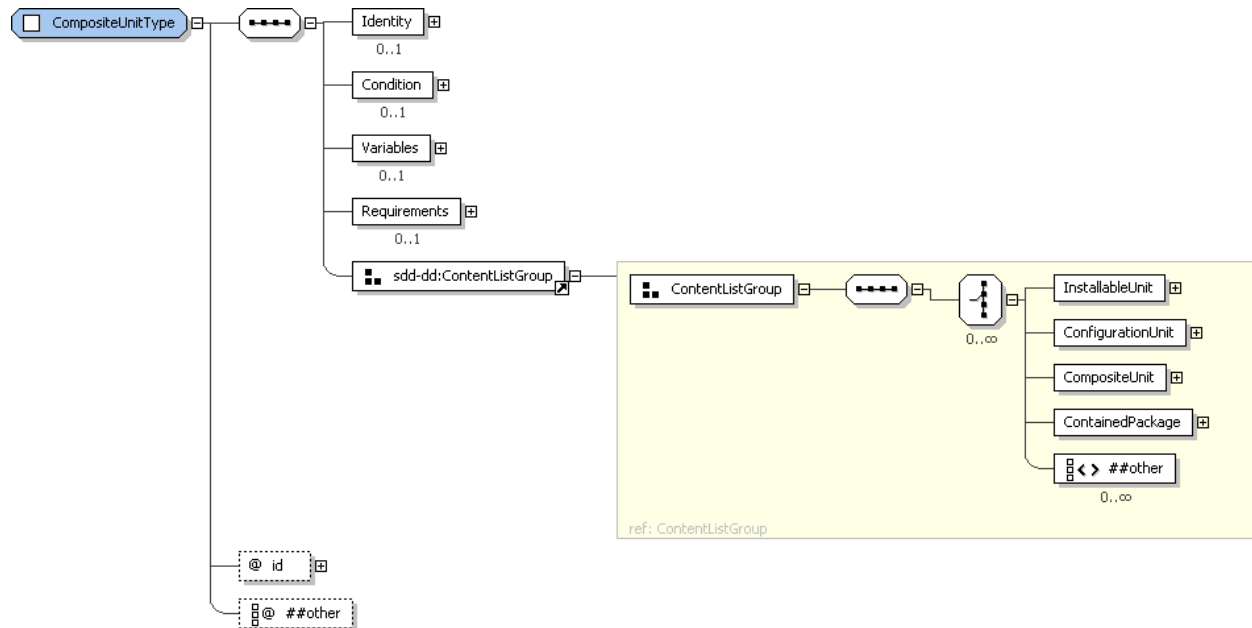 CompositeUnitType
Identity
0..1
Condition
0..1
Variables
0..1
Requirements
0..1
sdd-dd:ContentListGroup
ContentListGroup
0..∞
InstallableUnit
ConfigurationUnit
CompositeUnit
ContainedPackage
##other
0..∞
ref: ContentListGroup
@ id
@ ##other